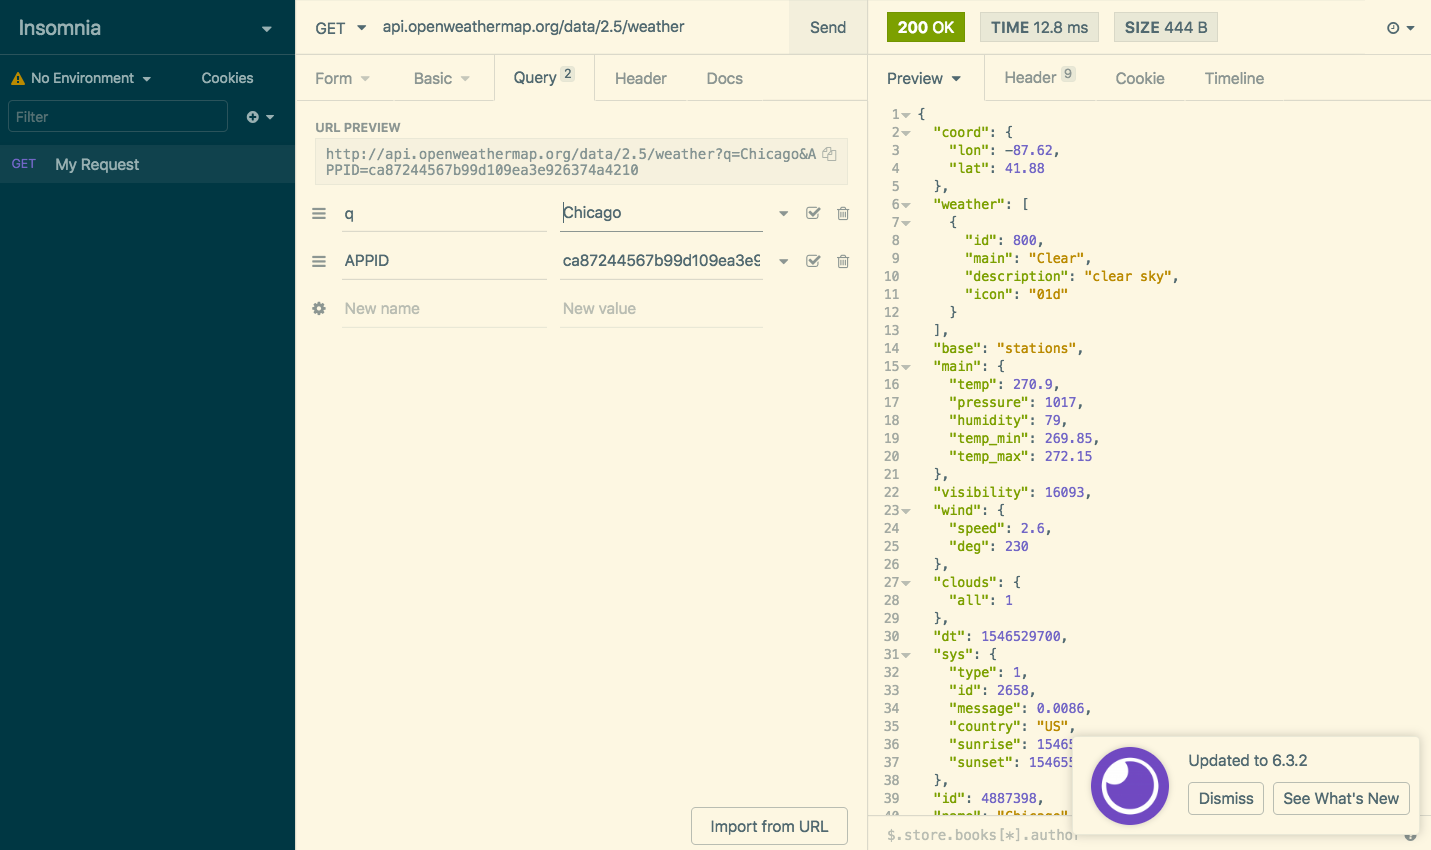 Insomnia
No Environment
Cookies
Filter
GET My Request
GET api.openweathermap.org/data/2.5/weather Send
Form Basic Query 2 Header Docs
URL PREVIEW
http://api.openweathermap.org/data/2.5/weather?q=Chicago&A
PPID=ca87244567b99d109ea3e926374a4210
q Chicago
APPID ca87244567b99d109ea3e9
New name New value
Import from URL
200 OK TIME 12.8 ms SIZE 444 B
Preview Header 9 Cookie Timeline
1 {
2 "coord": {
3 "lon": -87.62,
4 "lat": 41.88
5 },
6 "weather": [
7 {
8 "id": 800,
9 "main": "Clear",
10 "description": "clear sky",
11 "icon": "01d"
12 }
13 ],
14 "base": "stations",
15 "main": {
16 "temp": 270.9,
17 "pressure": 1017,
18 "humidity": 79,
19 "temp_min": 269.85,
20 "temp_max": 272.15
21 },
22 "visibility": 16093,
23 "wind": {
24 "speed": 2.6,
25 "deg": 230
26 },
27 "clouds": {
28 "all": 1
29 },
30 "dt": 1546529700,
31 "sys": {
32 "type": 1,
33 "id": 2658,
34 "message": 0.0086,
35 "country": "US",
36 "sunrise": 15465
37 "sunset": 154655
38 },
39 "id": 4887398,
40 "name": "Chicago"
$.store.books[*].author
Updated to 6.3.2
Dismiss See What's New